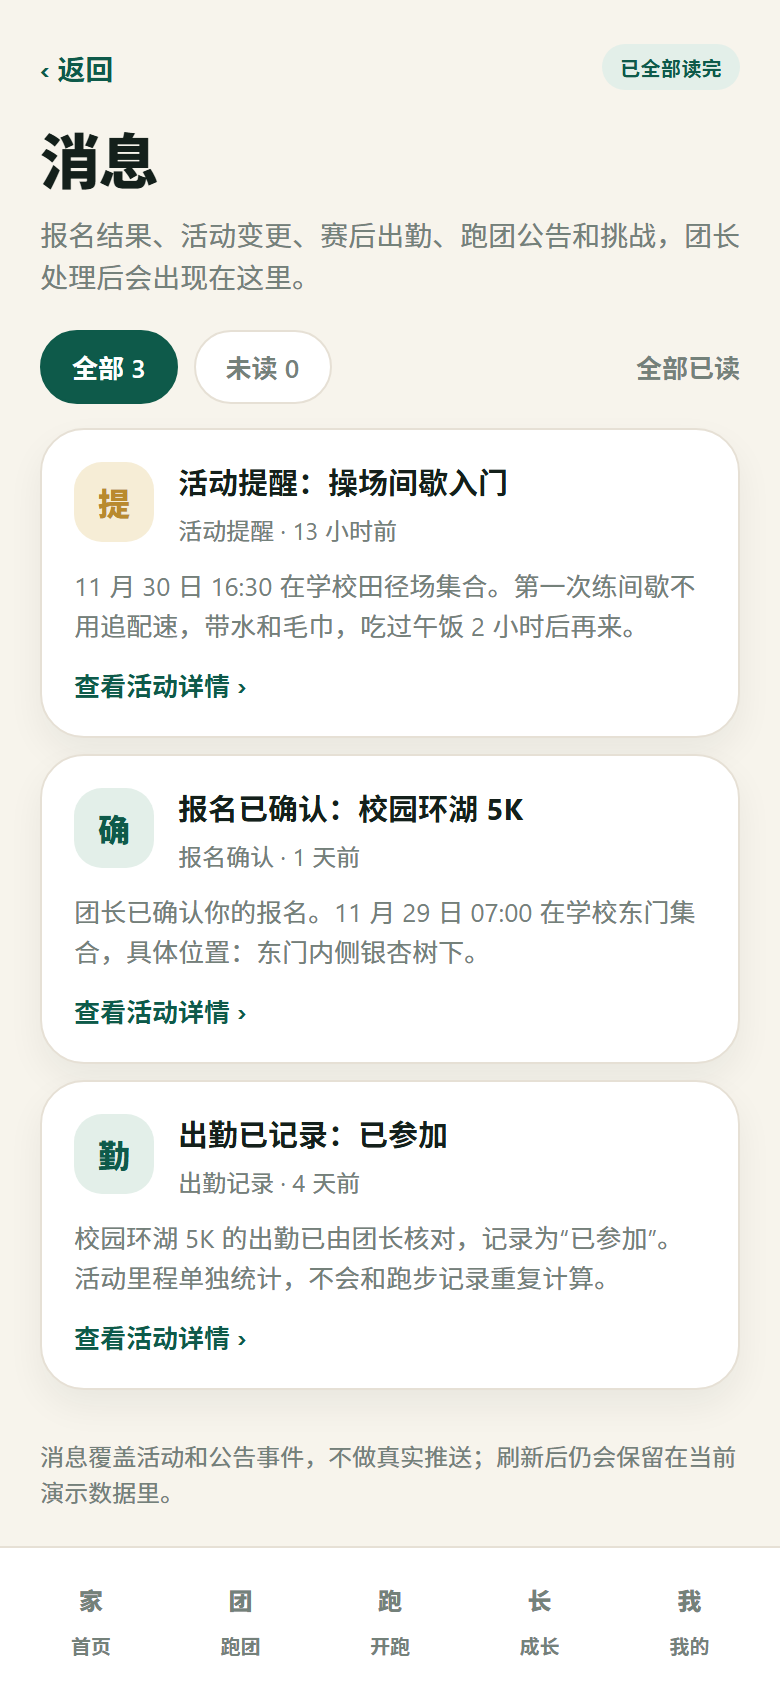 ‹ 返回
已全部读完
消息
报名结果、活动变更、赛后出勤、跑团公告和挑战，团长
处理后会出现在这里。
全部 3
未读 0
全部已读
提
活动提醒：操场间歇入门
活动提醒 · 13 小时前
11 月 30 日 16:30 在学校田径场集合。第一次练间歇不
用追配速，带水和毛巾，吃过午饭 2 小时后再来。
查看活动详情 ›
确
报名已确认：校园环湖 5K
报名确认 · 1 天前
团长已确认你的报名。11 月 29 日 07:00 在学校东门集
合，具体位置：东门内侧银杏树下。
查看活动详情 ›
勤
出勤已记录：已参加
出勤记录 · 4 天前
校园环湖 5K 的出勤已由团长核对，记录为“已参加”。
活动里程单独统计，不会和跑步记录重复计算。
查看活动详情 ›
消息覆盖活动和公告事件，不做真实推送；刷新后仍会保留在当前
演示数据里。
家
团
跑
长
我
首页
跑团
开跑
成长
我的